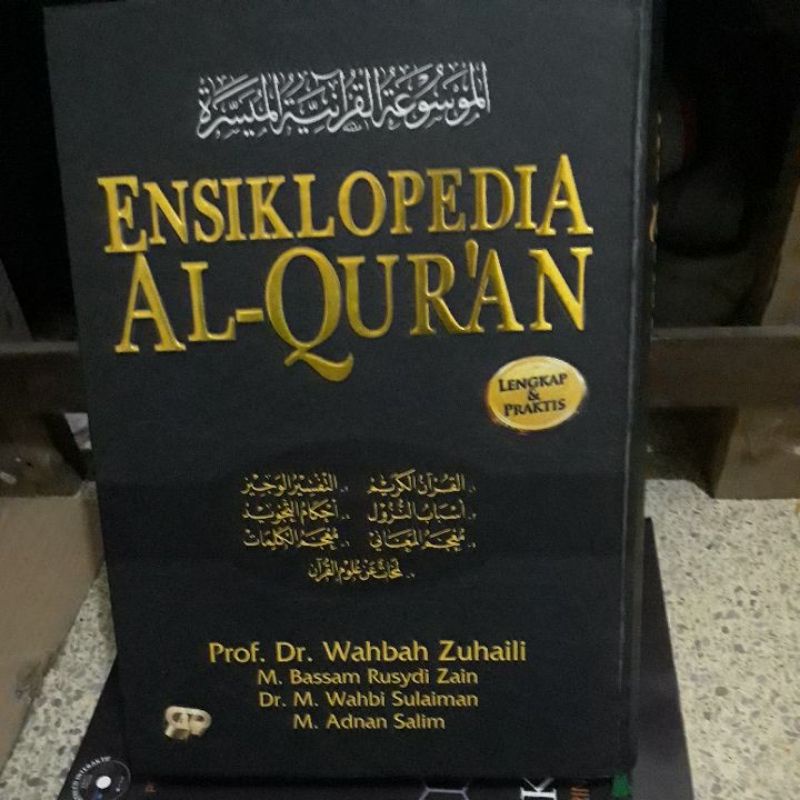 الموسوعة القرآنية الميسرة
ENSIKLOPEDIA
AL-QUR'AN
LENGKAP
&
PRAKTIS
القرآن الكريم .. التفسير الوجيز
أسباب النزول .. أحكام التجويد
معجم المعاني .. معجم الكلمات
لمحات عن علوم القرآن
Prof. Dr. Wahbah Zuhaili
M. Bassam Rusydi Zain
Dr. M. Wahbi Sulaiman
M. Adnan Salim